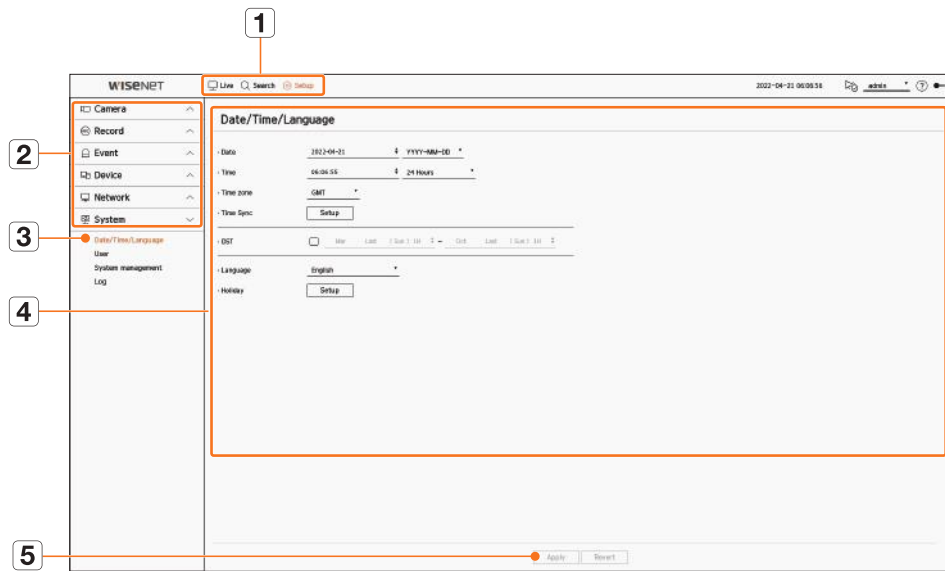 1
WISENET Live Search Setup 2022-04-21 06:06:56 admin ?
Camera
Record
2 Event
Device
Network
System
3 Date/Time/Language
User
System management
Log
4
Date/Time/Language
Date 2022-04-21 YYYY-MM-DD
Time 06:06:55 24 Hours
Time zone GMT
Time Sync Setup
DST Mar Last (Sun) 1H - Oct Last (Sun) 1H
Language English
Holiday Setup
5 Apply Revert